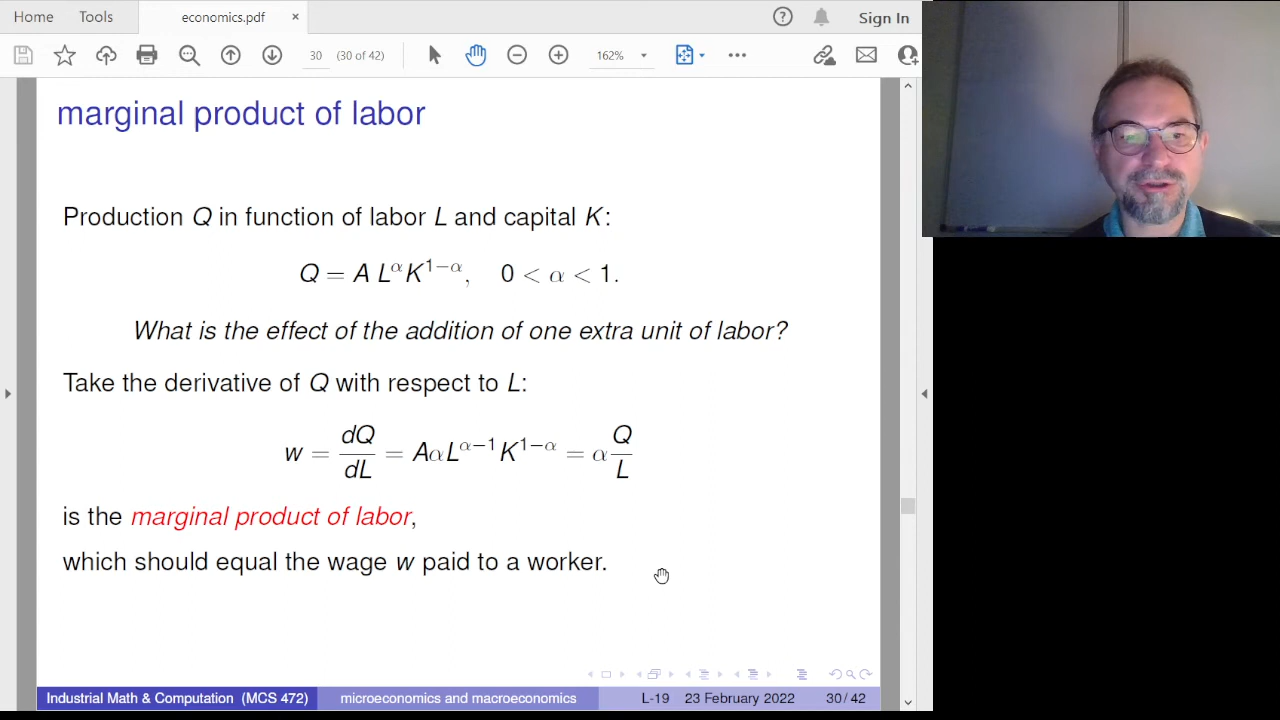 Home Tools economics.pdf × Sign In
30 (30 of 42) 162%
marginal product of labor
Production Q in function of labor L and capital K:
Q = A L^α K^{1−α}, 0 < α < 1.
What is the effect of the addition of one extra unit of labor?
Take the derivative of Q with respect to L:
w = dQ/dL = AαL^{α−1}K^{1−α} = α Q/L
is the marginal product of labor,
which should equal the wage w paid to a worker.
Industrial Math & Computation (MCS 472) microeconomics and macroeconomics L-19 23 February 2022 30 / 42